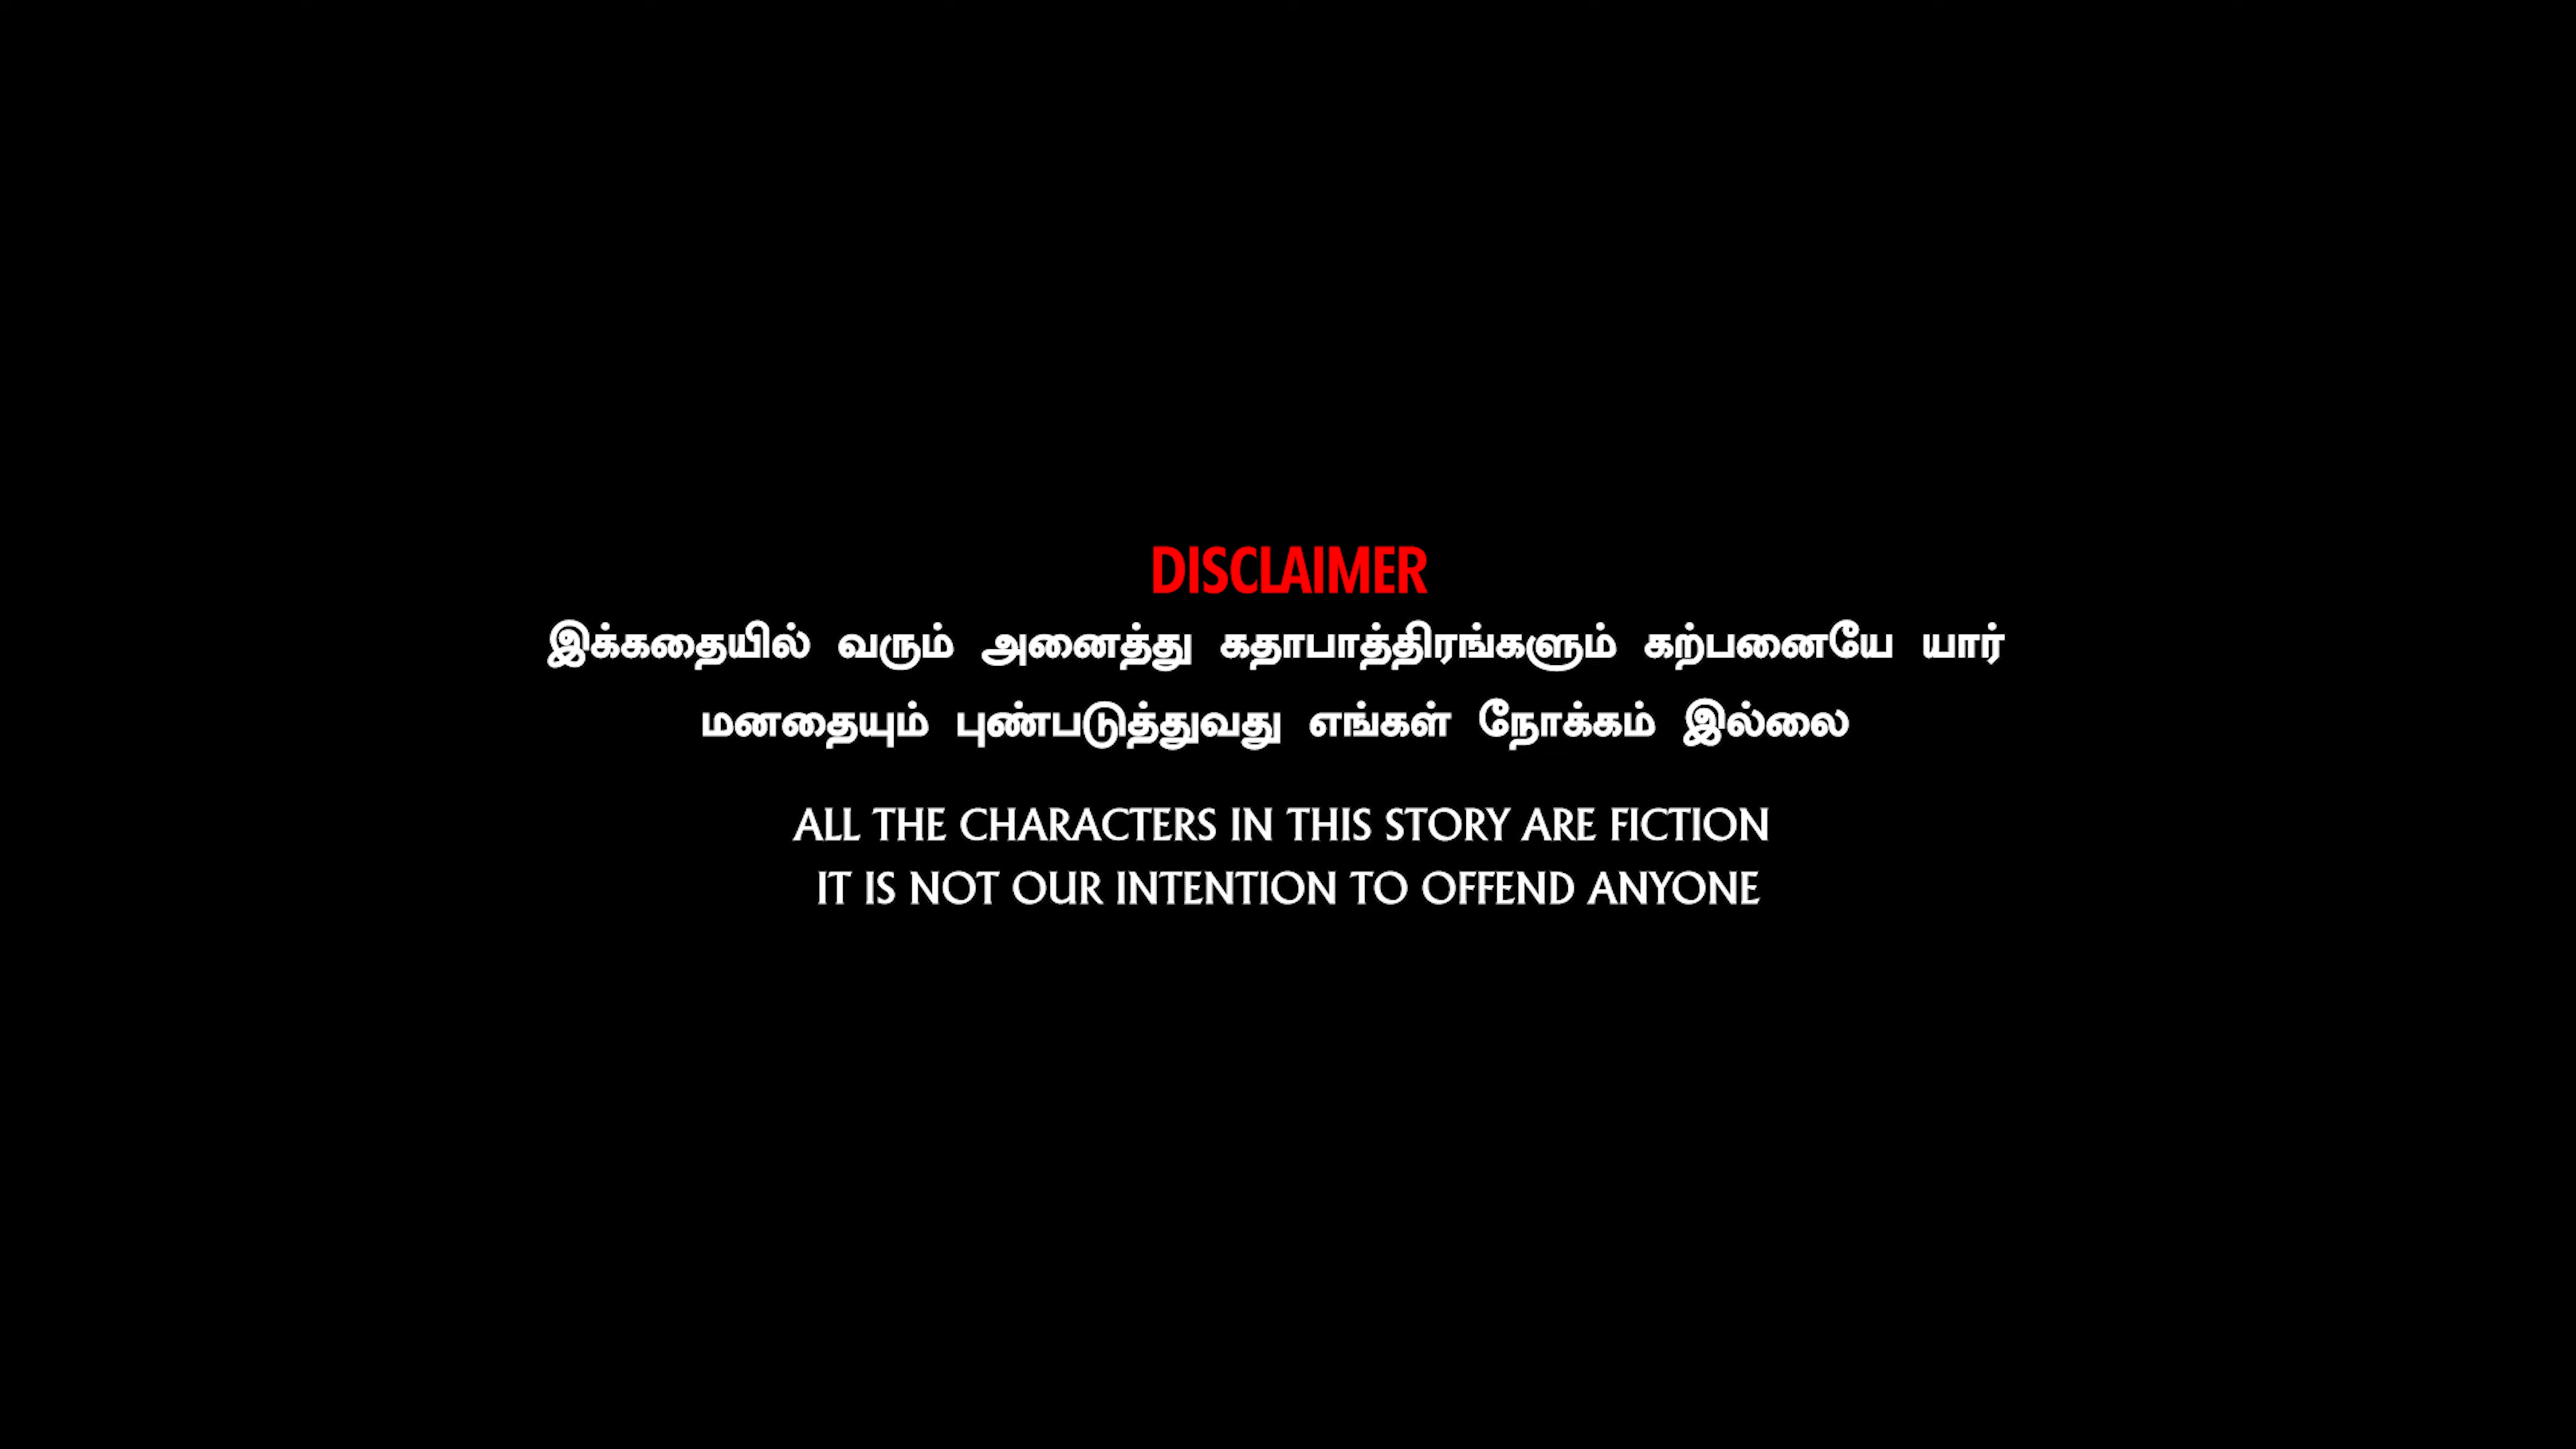 DISCLAIMER
இக்கதையில் வரும் அனைத்து கதாபாத்திரங்களும் கற்பனையே யார்
மனதையும் புண்படுத்துவது எங்கள் நோக்கம் இல்லை
ALL THE CHARACTERS IN THIS STORY ARE FICTION
IT IS NOT OUR INTENTION TO OFFEND ANYONE